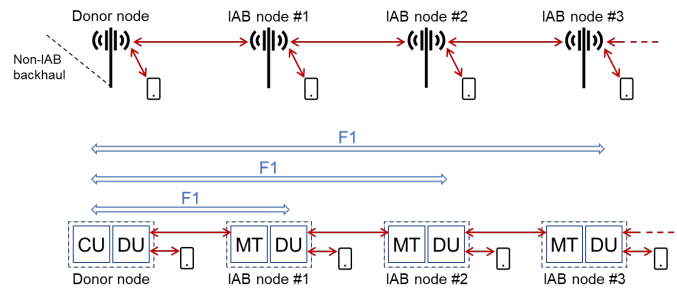 Donor node
IAB node #1
IAB node #2
IAB node #3
Non-IAB
backhaul
F1
F1
F1
CU DU
MT DU
MT DU
MT DU
Donor node
IAB node #1
IAB node #2
IAB node #3